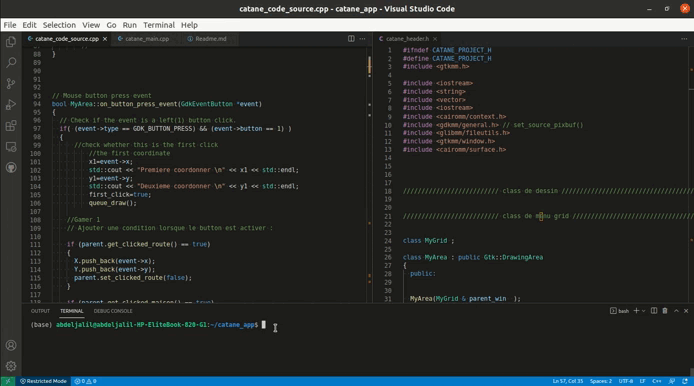 catane_code_source.cpp - catane_app - Visual Studio Code
File Edit Selection View Go Run Terminal Help
catane_code_source.cpp
catane_main.cpp
Readme.md
88 }
89
90
91
92
93 // Mouse button press event
94 bool MyArea::on_button_press_event(GdkEventButton *event)
95 {
96 // Check if the event is a left(1) button click.
97 if( (event->type == GDK_BUTTON_PRESS) && (event->button == 1) )
98 {
99 //check whether this is the first click
100 //the first coordinate
101 x1=event->x;
102 std::cout << "Premiere coordonner \n" << x1 << std::endl;
103 y1=event->y;
104 std::cout << "Deuxieme coordonner \n" << y1 << std::endl;
105 first_click=true;
106 queue_draw();
107
108 //Gamer 1
109 // Ajouter une condition lorsque le button est activer :
110
111 if (parent.get_clicked_route() == true)
112 {
113 X.push_back(event->x);
114 Y.push_back(event->y);
115 parent.set_clicked_route(false);
116 }
117
118 if (parent.get_clicked_maison() == true)
catane_header.h
1 #ifndef CATANE_PROJECT_H
2 #define CATANE_PROJECT_H
3 #include <gtkmm.h>
4
5 #include <iostream>
6 #include <string>
7 #include <vector>
8 #include <iostream>
9 #include <cairomm/context.h>
10 #include <gdkmm/general.h> // set_source_pixbuf()
11 #include <glibmm/fileutils.h>
12 #include <gtkmm/window.h>
13 #include <cairomm/surface.h>
14
15
16
17
18 ////////////////////////// class de dessin ////////////////////////////////////
19
20
21 ////////////////////////// class de menu grid /////////////////////////////////
22
23
24 class MyGrid ;
25
26 class MyArea : public Gtk::DrawingArea
27 {
28 public:
29
30
31 MyArea(MyGrid & parent_win );
OUTPUT TERMINAL DEBUG CONSOLE
bash
(base) abdeljalil@abdeljalil-HP-EliteBook-820-G1:~/catane_app$
Restricted Mode
0
0
Ln 57, Col 35 Spaces: 2 UTF-8 LF C++